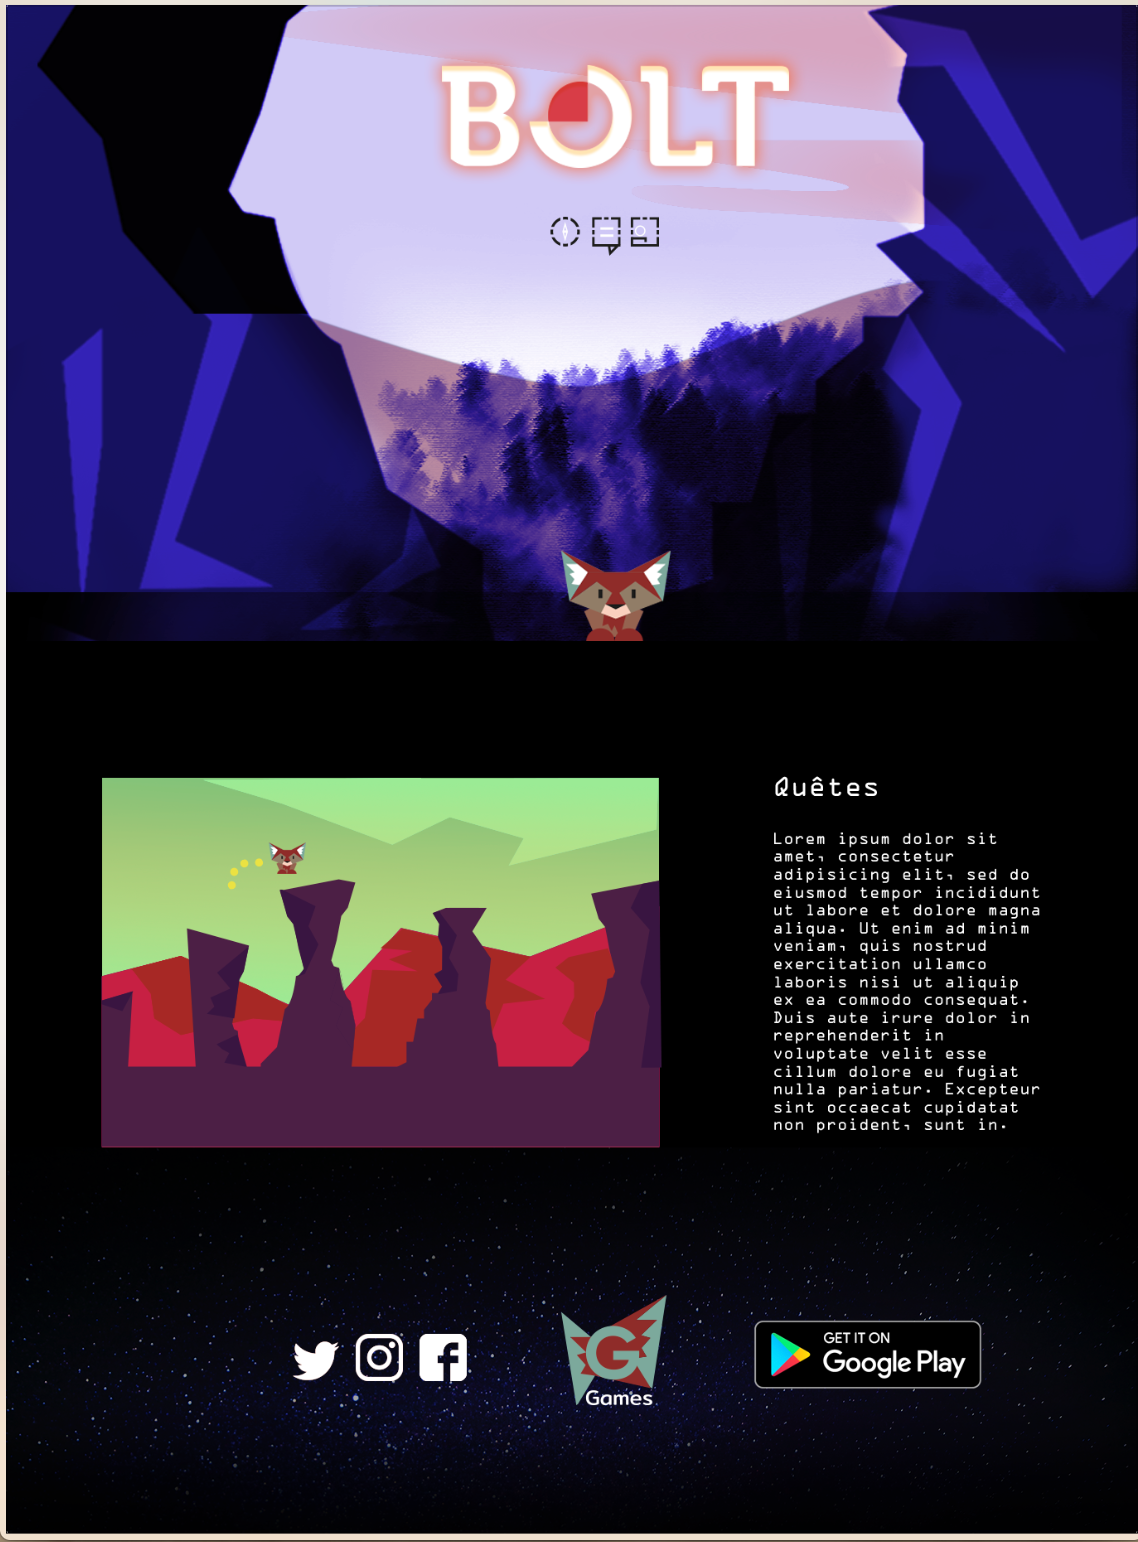 BOLT
Quêtes
Lorem ipsum dolor sit
amet, consectetur
adipisicing elit, sed do
eiusmod tempor incididunt
ut labore et dolore magna
aliqua. Ut enim ad minim
veniam, quis nostrud
exercitation ullamco
laboris nisi ut aliquip
ex ea commodo consequat.
Duis aute irure dolor in
reprehenderit in
voluptate velit esse
cillum dolore eu fugiat
nulla pariatur. Excepteur
sint occaecat cupidatat
non proident, sunt in.
G
Games
GET IT ON
Google Play